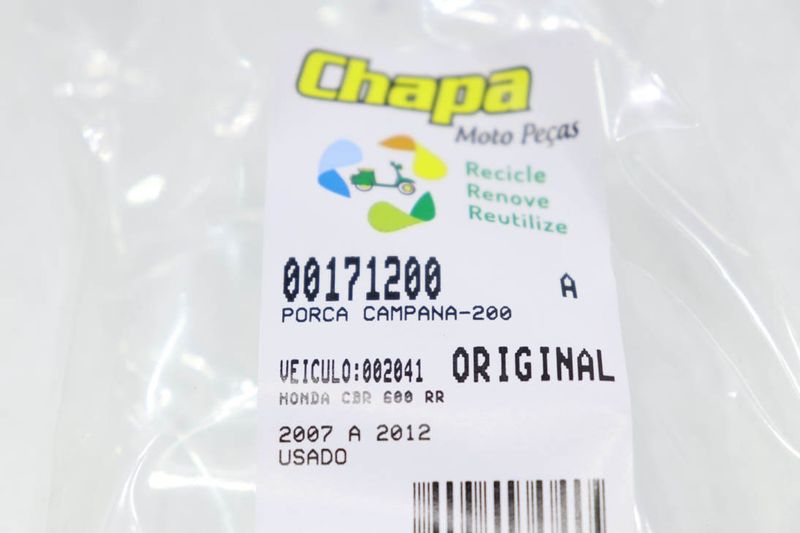 Chapa
Moto Peças
Recicle
Renove
Reutilize
00171200 A
PORCA CAMPANA-200
VEICULO:002041 ORIGINAL
HONDA CBR 600 RR
2007 A 2012
USADO